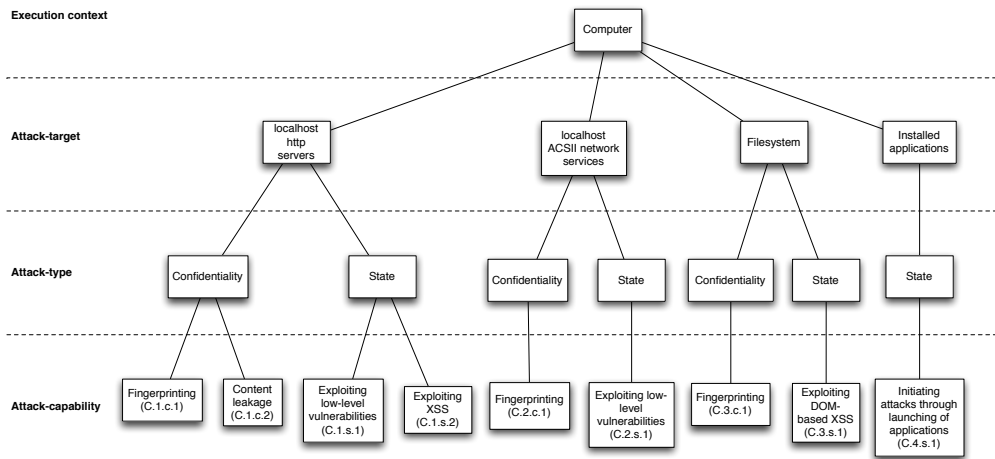 Execution context
Computer
Attack-target
localhost
http
servers
localhost
ACSII network
services
Filesystem
Installed
applications
Attack-type
Confidentiality
State
Confidentiality
State
Confidentiality
State
State
Attack-capability
Fingerprinting
(C.1.c.1)
Content
leakage
(C.1.c.2)
Exploiting
low-level
vulnerabilities
(C.1.s.1)
Exploiting
XSS
(C.1.s.2)
Fingerprinting
(C.2.c.1)
Exploiting low-
level
vulnerabilities
(C.2.s.1)
Fingerprinting
(C.3.c.1)
Exploiting
DOM-
based XSS
(C.3.s.1)
Initiating
attacks through
launching of
applications
(C.4.s.1)